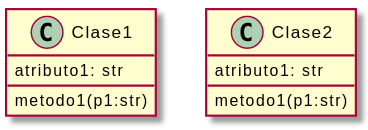 C Clase1
atributo1: str
metodo1(p1:str)
C Clase2
atributo1: str
metodo1(p1:str)